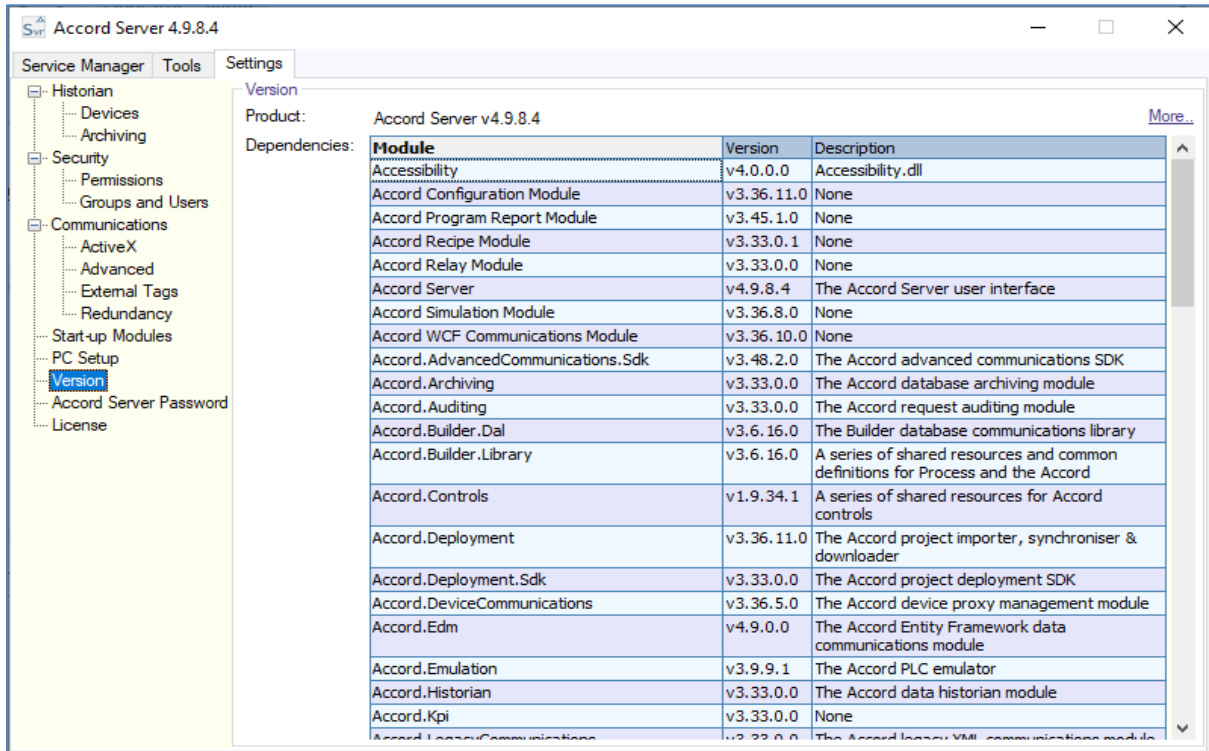 Accord Server 4.9.8.4
Service Manager Tools Settings
Historian
Devices
Archiving
Security
Permissions
Groups and Users
Communications
ActiveX
Advanced
External Tags
Redundancy
Start-up Modules
PC Setup
Version
Accord Server Password
License
Version
Product: Accord Server v4.9.8.4 More..
Dependencies:
Module Version Description
Accessibility v4.0.0.0 Accessibility.dll
Accord Configuration Module v3.36.11.0 None
Accord Program Report Module v3.45.1.0 None
Accord Recipe Module v3.33.0.1 None
Accord Relay Module v3.33.0.0 None
Accord Server v4.9.8.4 The Accord Server user interface
Accord Simulation Module v3.36.8.0 None
Accord WCF Communications Module v3.36.10.0 None
Accord.AdvancedCommunications.Sdk v3.48.2.0 The Accord advanced communications SDK
Accord.Archiving v3.33.0.0 The Accord database archiving module
Accord.Auditing v3.33.0.0 The Accord request auditing module
Accord.Builder.Dal v3.6.16.0 The Builder database communications library
Accord.Builder.Library v3.6.16.0 A series of shared resources and common
definitions for Process and the Accord
Accord.Controls v1.9.34.1 A series of shared resources for Accord
controls
Accord.Deployment v3.36.11.0 The Accord project importer, synchroniser &
downloader
Accord.Deployment.Sdk v3.33.0.0 The Accord project deployment SDK
Accord.DeviceCommunications v3.36.5.0 The Accord device proxy management module
Accord.Edm v4.9.0.0 The Accord Entity Framework data
communications module
Accord.Emulation v3.9.9.1 The Accord PLC emulator
Accord.Historian v3.33.0.0 The Accord data historian module
Accord.Kpi v3.33.0.0 None
Accord.LegacyCommunications v3.33.0.0 The Accord legacy XML communications module